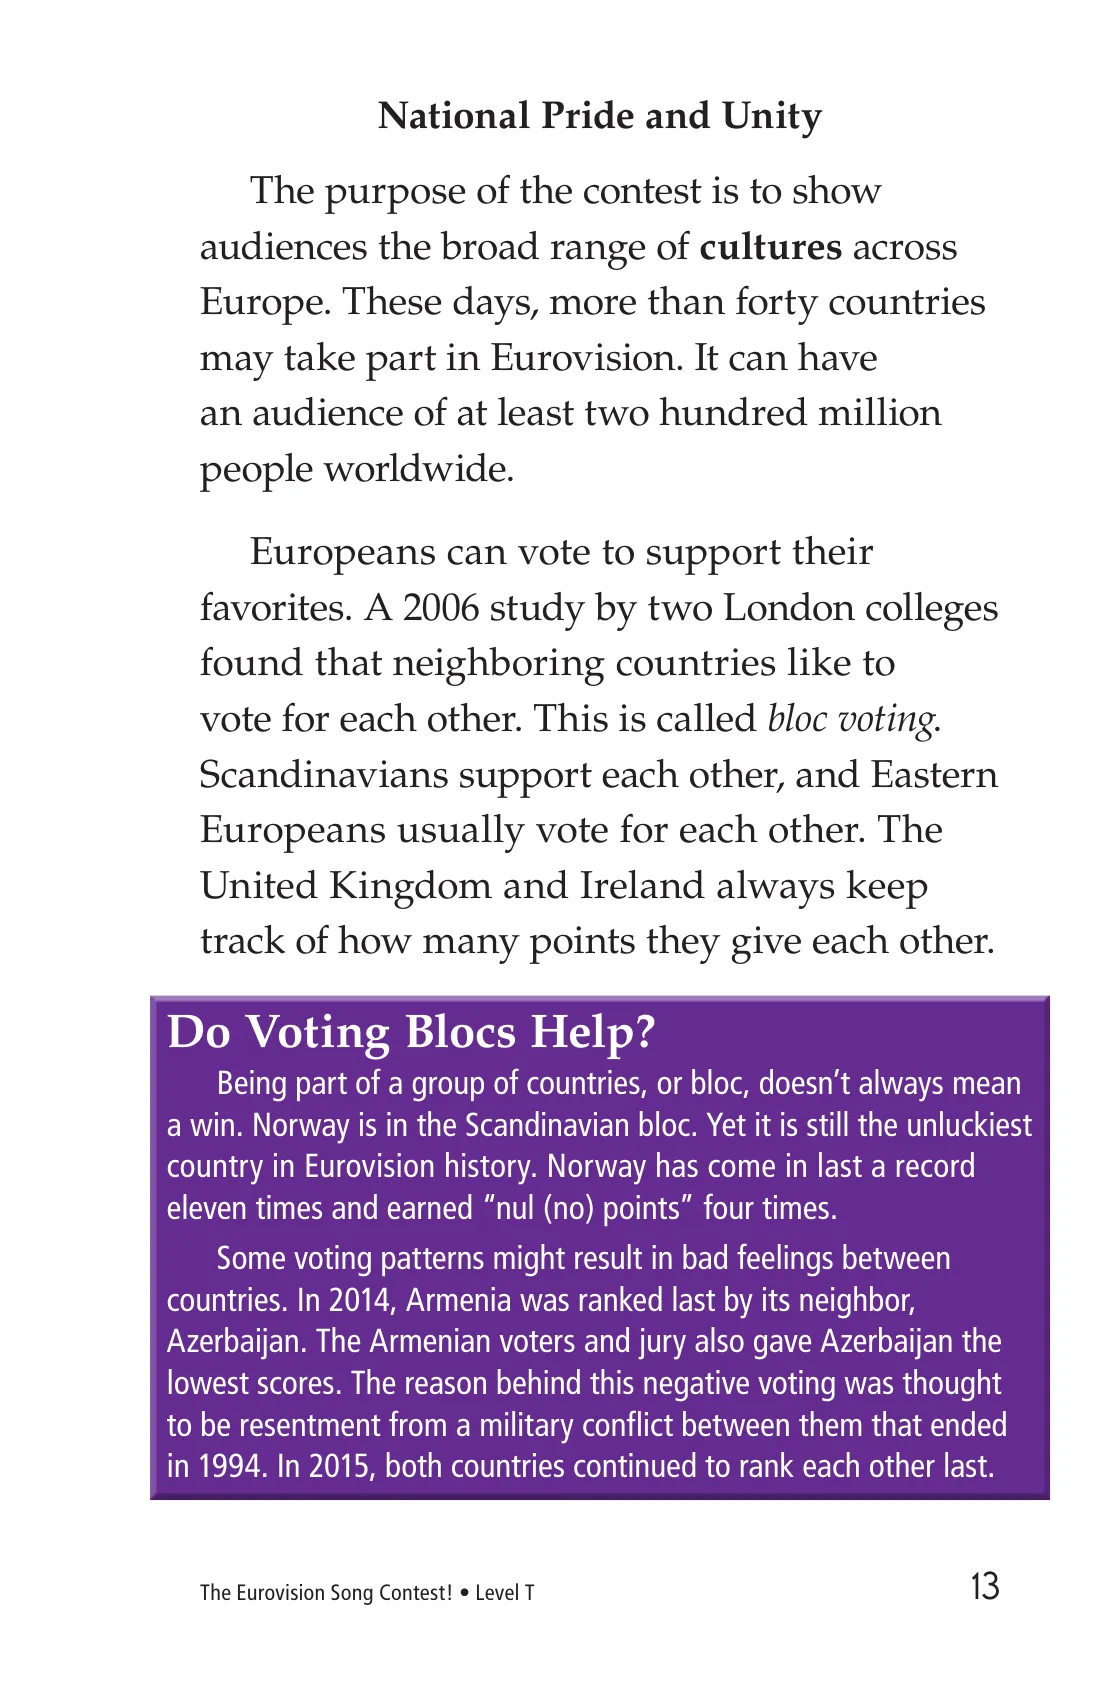 National Pride and Unity
The purpose of the contest is to show
audiences the broad range of cultures across
Europe. These days, more than forty countries
may take part in Eurovision. It can have
an audience of at least two hundred million
people worldwide.
Europeans can vote to support their
favorites. A 2006 study by two London colleges
found that neighboring countries like to
vote for each other. This is called bloc voting.
Scandinavians support each other, and Eastern
Europeans usually vote for each other. The
United Kingdom and Ireland always keep
track of how many points they give each other.
Do Voting Blocs Help?
Being part of a group of countries, or bloc, doesn’t always mean
a win. Norway is in the Scandinavian bloc. Yet it is still the unluckiest
country in Eurovision history. Norway has come in last a record
eleven times and earned “nul (no) points” four times.
Some voting patterns might result in bad feelings between
countries. In 2014, Armenia was ranked last by its neighbor,
Azerbaijan. The Armenian voters and jury also gave Azerbaijan the
lowest scores. The reason behind this negative voting was thought
to be resentment from a military conflict between them that ended
in 1994. In 2015, both countries continued to rank each other last.
The Eurovision Song Contest! • Level T
13